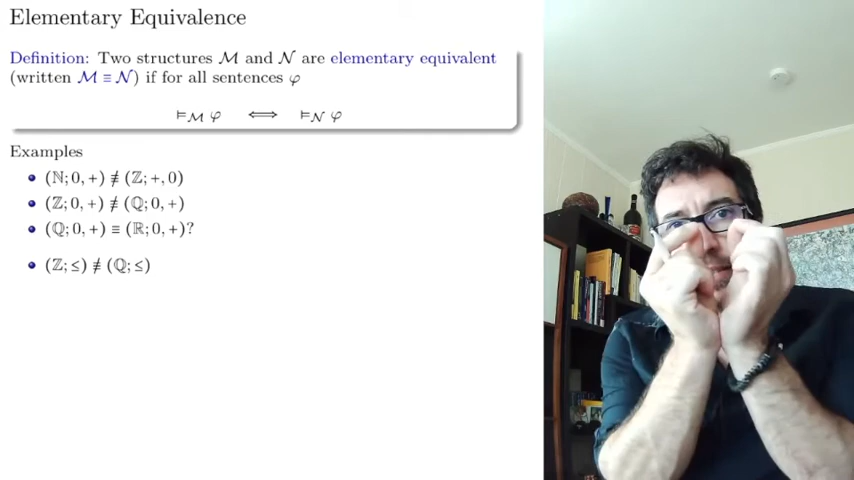 Elementary Equivalence
Definition: Two structures ℳ and 𝒩 are elementary equivalent
(written ℳ ≡ 𝒩) if for all sentences φ
⊨ℳ φ ⟺ ⊨𝒩 φ
Examples
(ℕ; 0, +) ≢ (ℤ; +, 0)
(ℤ; 0, +) ≢ (ℚ; 0, +)
(ℚ; 0, +) ≡ (ℝ; 0, +)?
(ℤ; ≤) ≢ (ℚ; ≤)